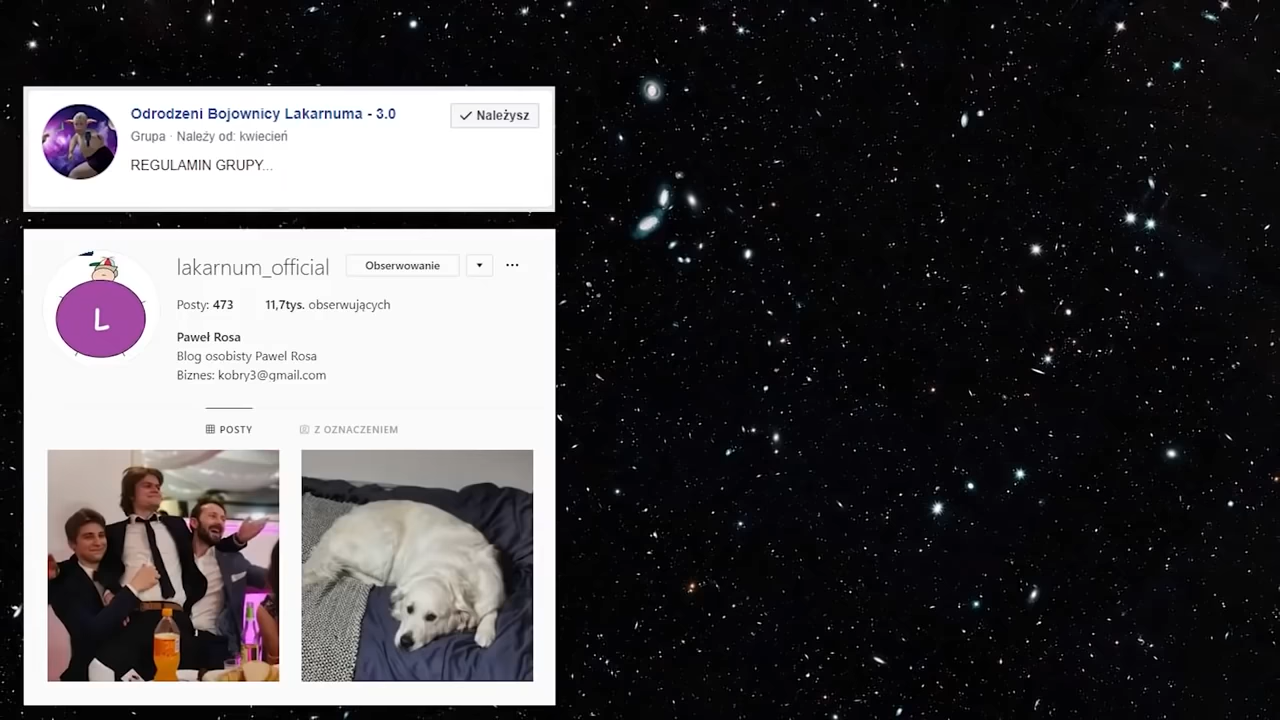 Odrodzeni Bojownicy Lakarnuma - 3.0
Należysz
Grupa · Należy od: kwiecień
REGULAMIN GRUPY...
L
lakarnum_official
Obserwowanie
Posty: 473 11,7tys. obserwujących
Paweł Rosa
Blog osobisty Paweł Rosa
Biznes: kobry3@gmail.com
POSTY
Z OZNACZENIEM